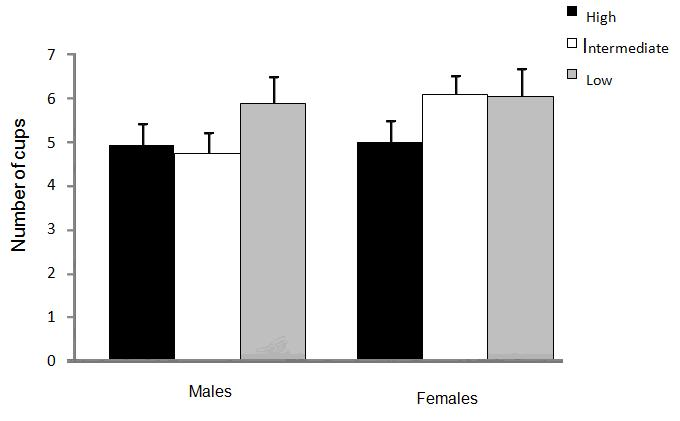 High
Intermediate
Low
7
6
5
4
3
2
1
0
Number of cups
Males
Females